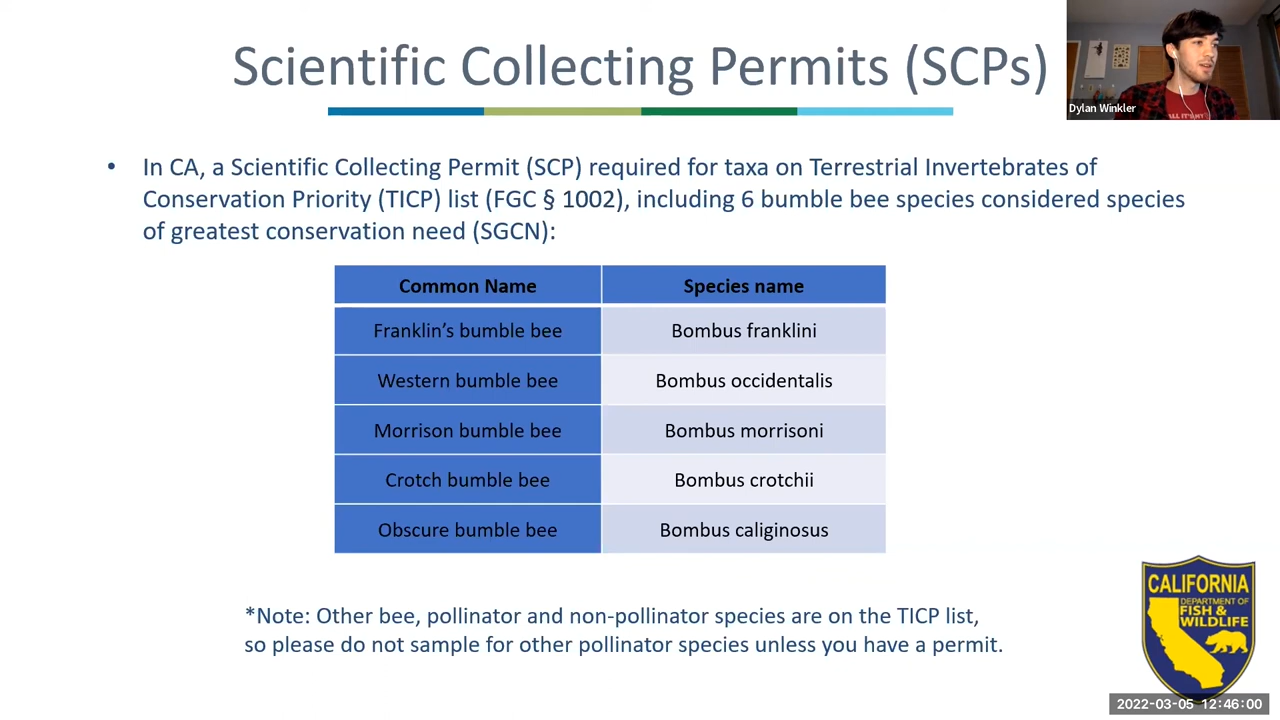 Scientific Collecting Permits (SCPs)
Dylan Winkler
• In CA, a Scientific Collecting Permit (SCP) required for taxa on Terrestrial Invertebrates of
Conservation Priority (TICP) list (FGC § 1002), including 6 bumble bee species considered species
of greatest conservation need (SGCN):
Common Name Species name
Franklin's bumble bee Bombus franklini
Western bumble bee Bombus occidentalis
Morrison bumble bee Bombus morrisoni
Crotch bumble bee Bombus crotchii
Obscure bumble bee Bombus caliginosus
*Note: Other bee, pollinator and non-pollinator species are on the TICP list,
so please do not sample for other pollinator species unless you have a permit.
CALIFORNIA
DEPARTMENT OF
FISH &
WILDLIFE
2022-03-05 12:46:00